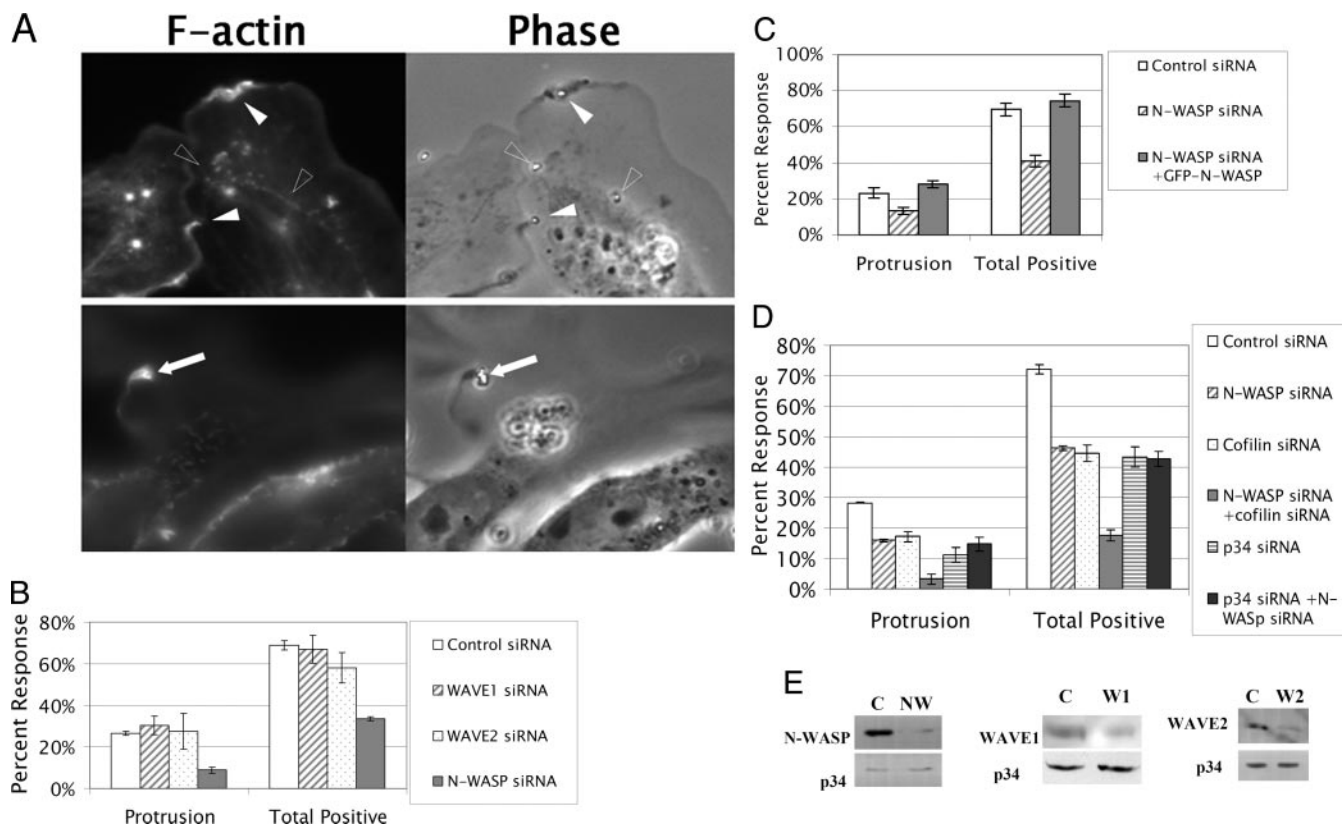 A
F-actin
Phase
B
Percent Response
80%
60%
40%
20%
0%
Protrusion
Total Positive
Control siRNA
WAVE1 siRNA
WAVE2 siRNA
N-WASP siRNA
C
Percent Response
100%
80%
60%
40%
20%
0%
Protrusion
Total Positive
Control siRNA
N-WASP siRNA
N-WASP siRNA
+GFP-N-WASP
D
Percent Response
80%
70%
60%
50%
40%
30%
20%
10%
0%
Protrusion
Total Positive
Control siRNA
N-WASP siRNA
Cofilin siRNA
N-WASP siRNA
+cofilin siRNA
p34 siRNA
p34 siRNA +N-
WASp siRNA
E
C NW
N-WASP
p34
C W1
WAVE1
p34
C W2
WAVE2
p34